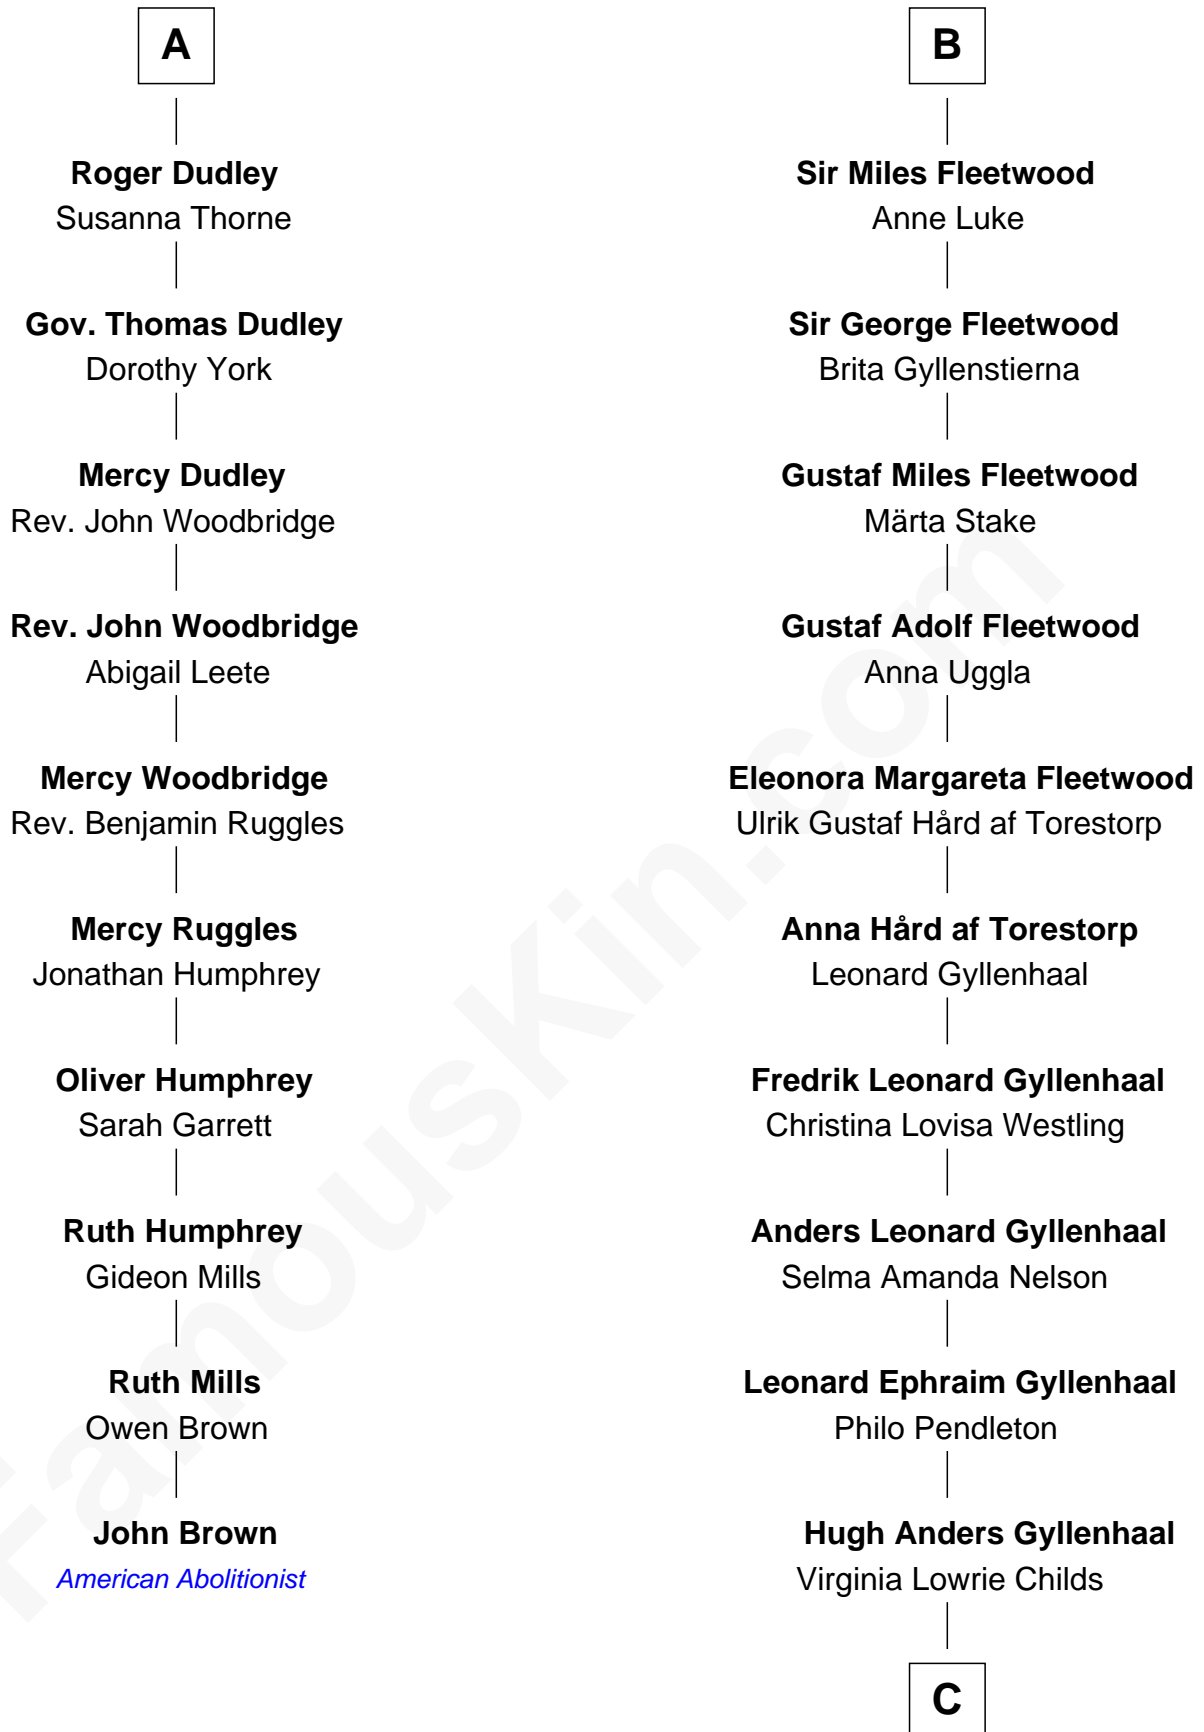 A
Roger Dudley
Susanna Thorne
Gov. Thomas Dudley
Dorothy York
Mercy Dudley
Rev. John Woodbridge
Rev. John Woodbridge
Abigail Leete
Mercy Woodbridge
Rev. Benjamin Ruggles
Mercy Ruggles
Jonathan Humphrey
Oliver Humphrey
Sarah Garrett
Ruth Humphrey
Gideon Mills
Ruth Mills
Owen Brown
John Brown
American Abolitionist
B
Sir Miles Fleetwood
Anne Luke
Sir George Fleetwood
Brita Gyllenstierna
Gustaf Miles Fleetwood
Märta Stake
Gustaf Adolf Fleetwood
Anna Uggla
Eleonora Margareta Fleetwood
Ulrik Gustaf Hård af Torestorp
Anna Hård af Torestorp
Leonard Gyllenhaal
Fredrik Leonard Gyllenhaal
Christina Lovisa Westling
Anders Leonard Gyllenhaal
Selma Amanda Nelson
Leonard Ephraim Gyllenhaal
Philo Pendleton
Hugh Anders Gyllenhaal
Virginia Lowrie Childs
C
FamousKin.com